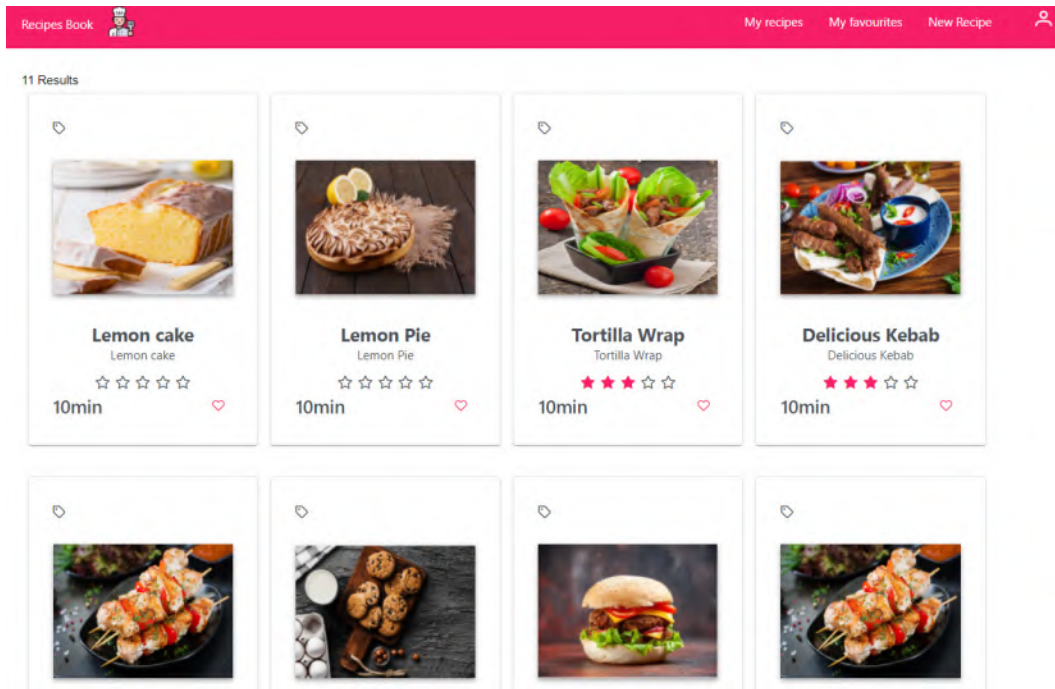 Recipes Book My recipes My favourites New Recipe
11 Results
Lemon cake
Lemon cake
10min
Lemon Pie
Lemon Pie
10min
Tortilla Wrap
Tortilla Wrap
10min
Delicious Kebab
Delicious Kebab
10min